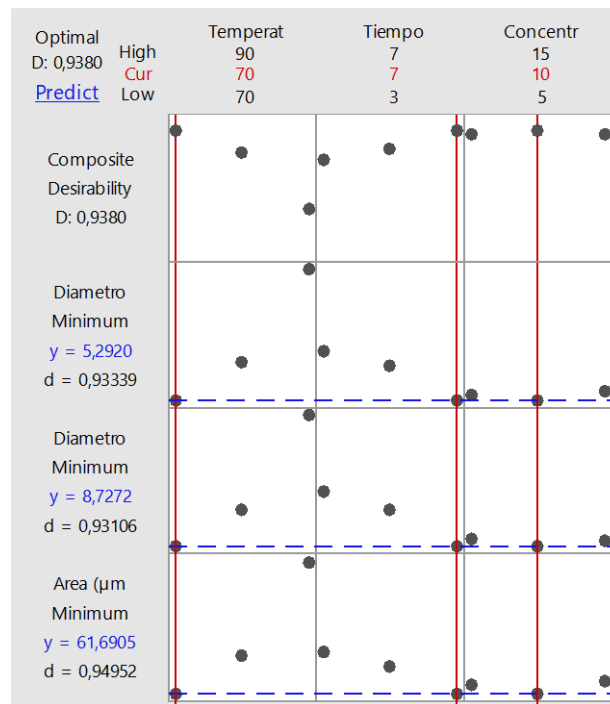 Optimal
D: 0,9380
Predict
High
Cur
Low
Temperat
90
70
70
Tiempo
7
7
3
Concentr
15
10
5
Composite
Desirability
D: 0,9380
Diametro
Minimum
y = 5,2920
d = 0,93339
Diametro
Minimum
y = 8,7272
d = 0,93106
Area (µm
Minimum
y = 61,6905
d = 0,94952